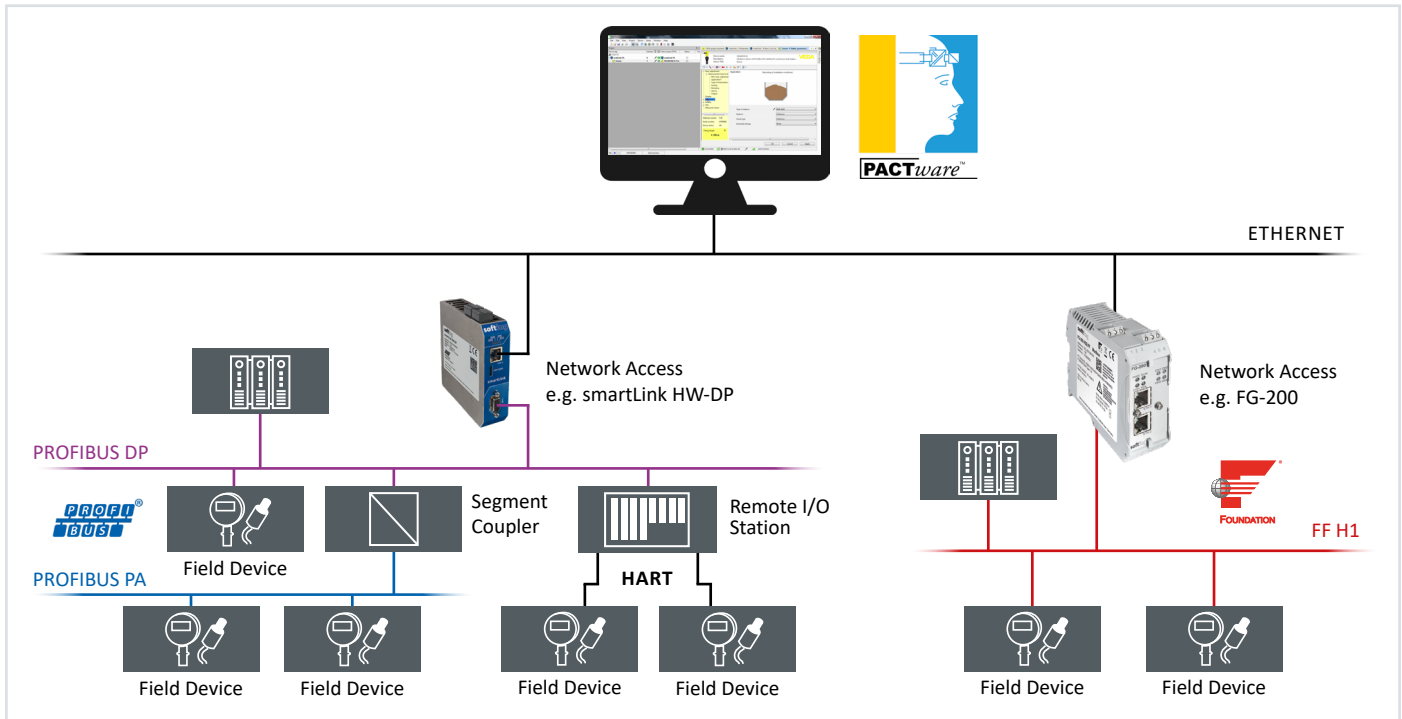 PACTware™
ETHERNET
Network Access
e.g. smartLink HW-DP
Network Access
e.g. FG-200
PROFIBUS DP
PROFI
BUS
®
Segment
Coupler
Remote I/O
Station
Field Device
FOUNDATION
®
FF H1
PROFIBUS PA
HART
Field Device
Field Device
Field Device
Field Device
Field Device
Field Device